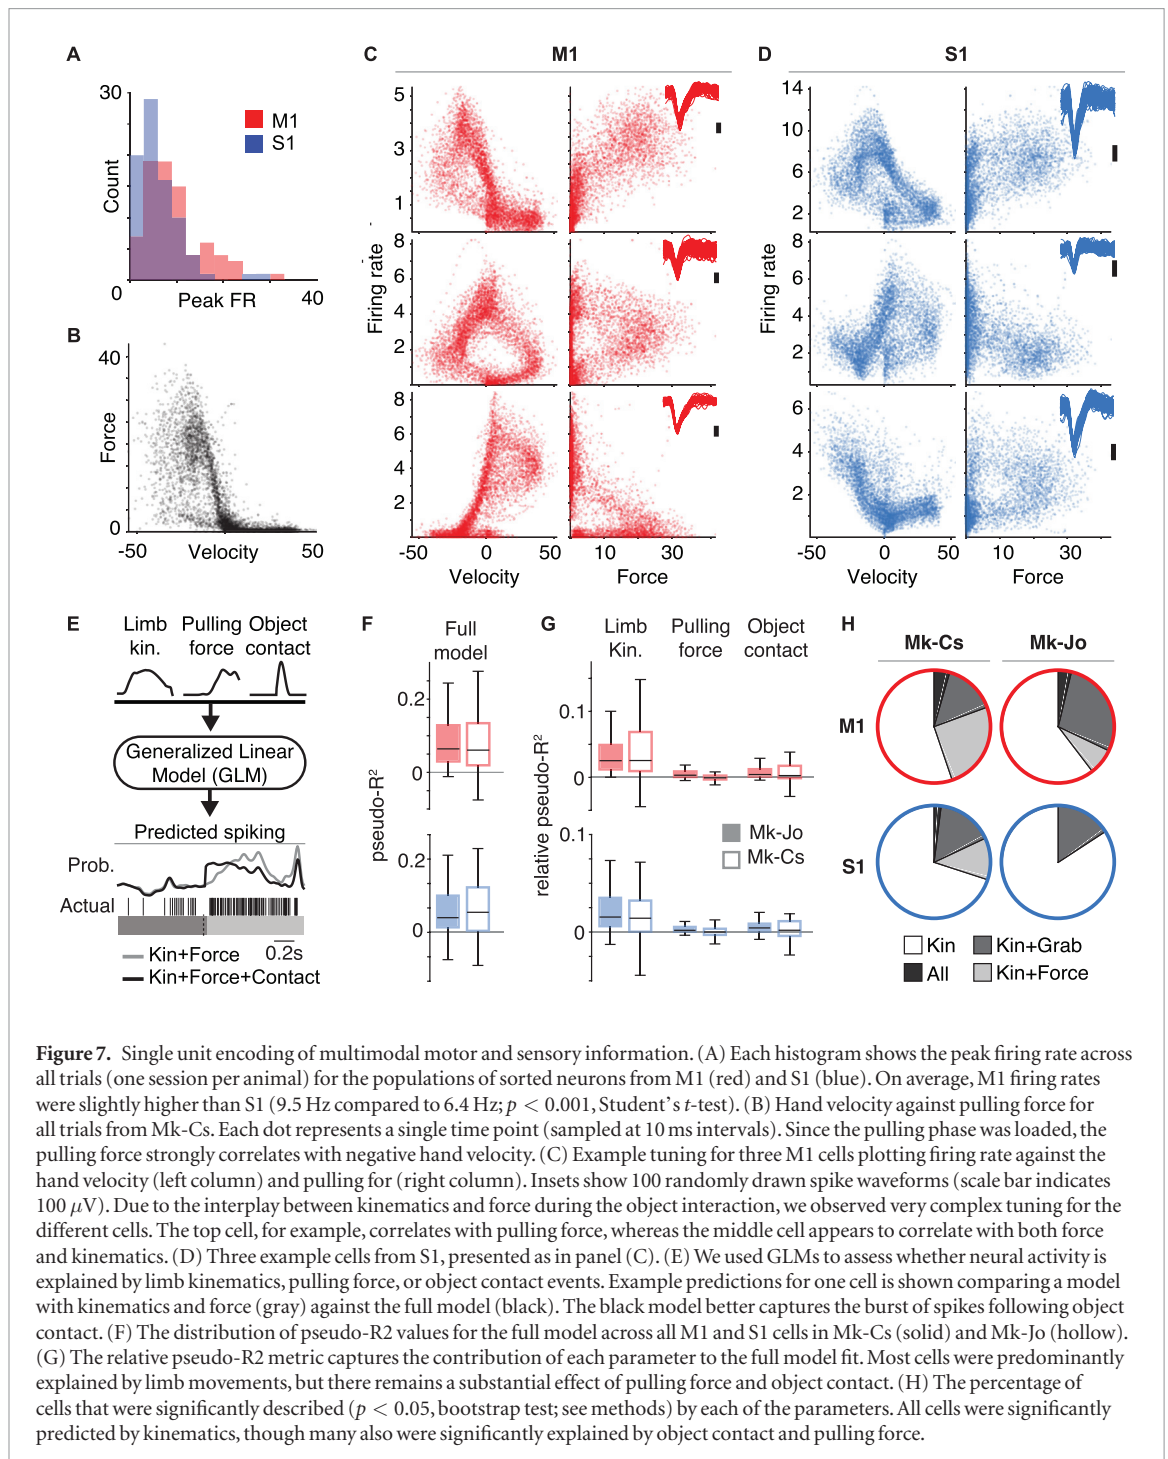 A
30
Count
M1
S1
0
Peak FR
40
B
40
Force
0
-50
Velocity
50
C
M1
Firing rate
5
3
1
8
6
4
2
8
6
4
2
-50
0
50
10
30
Velocity
Force
D
S1
Firing rate
14
10
6
2
8
6
4
2
6
4
2
-50
0
50
10
30
Velocity
Force
E
Limb kin.
Pulling force
Object contact
Generalized Linear
Model (GLM)
Predicted spiking
Prob.
Actual
0.2s
Kin+Force
Kin+Force+Contact
F
Full
model
pseudo-R²
0.2
0
0.2
0
G
Limb Kin.
Pulling force
Object contact
relative pseudo-R²
0.1
0
Mk-Jo
Mk-Cs
0.1
0
H
Mk-Cs
Mk-Jo
M1
S1
Kin
Kin+Grab
All
Kin+Force
Figure 7. Single unit encoding of multimodal motor and sensory information. (A) Each histogram shows the peak firing rate across
all trials (one session per animal) for the populations of sorted neurons from M1 (red) and S1 (blue). On average, M1 firing rates
were slightly higher than S1 (9.5 Hz compared to 6.4 Hz; p < 0.001, Student's t-test). (B) Hand velocity against pulling force for
all trials from Mk-Cs. Each dot represents a single time point (sampled at 10 ms intervals). Since the pulling phase was loaded, the
pulling force strongly correlates with negative hand velocity. (C) Example tuning for three M1 cells plotting firing rate against the
hand velocity (left column) and pulling for (right column). Insets show 100 randomly drawn spike waveforms (scale bar indicates
100 μV). Due to the interplay between kinematics and force during the object interaction, we observed very complex tuning for the
different cells. The top cell, for example, correlates with pulling force, whereas the middle cell appears to correlate with both force
and kinematics. (D) Three example cells from S1, presented as in panel (C). (E) We used GLMs to assess whether neural activity is
explained by limb kinematics, pulling force, or object contact events. Example predictions for one cell is shown comparing a model
with kinematics and force (gray) against the full model (black). The black model better captures the burst of spikes following object
contact. (F) The distribution of pseudo-R2 values for the full model across all M1 and S1 cells in Mk-Cs (solid) and Mk-Jo (hollow).
(G) The relative pseudo-R2 metric captures the contribution of each parameter to the full model fit. Most cells were predominantly
explained by limb movements, but there remains a substantial effect of pulling force and object contact. (H) The percentage of
cells that were significantly described (p < 0.05, bootstrap test; see methods) by each of the parameters. All cells were significantly
predicted by kinematics, though many also were significantly explained by object contact and pulling force.